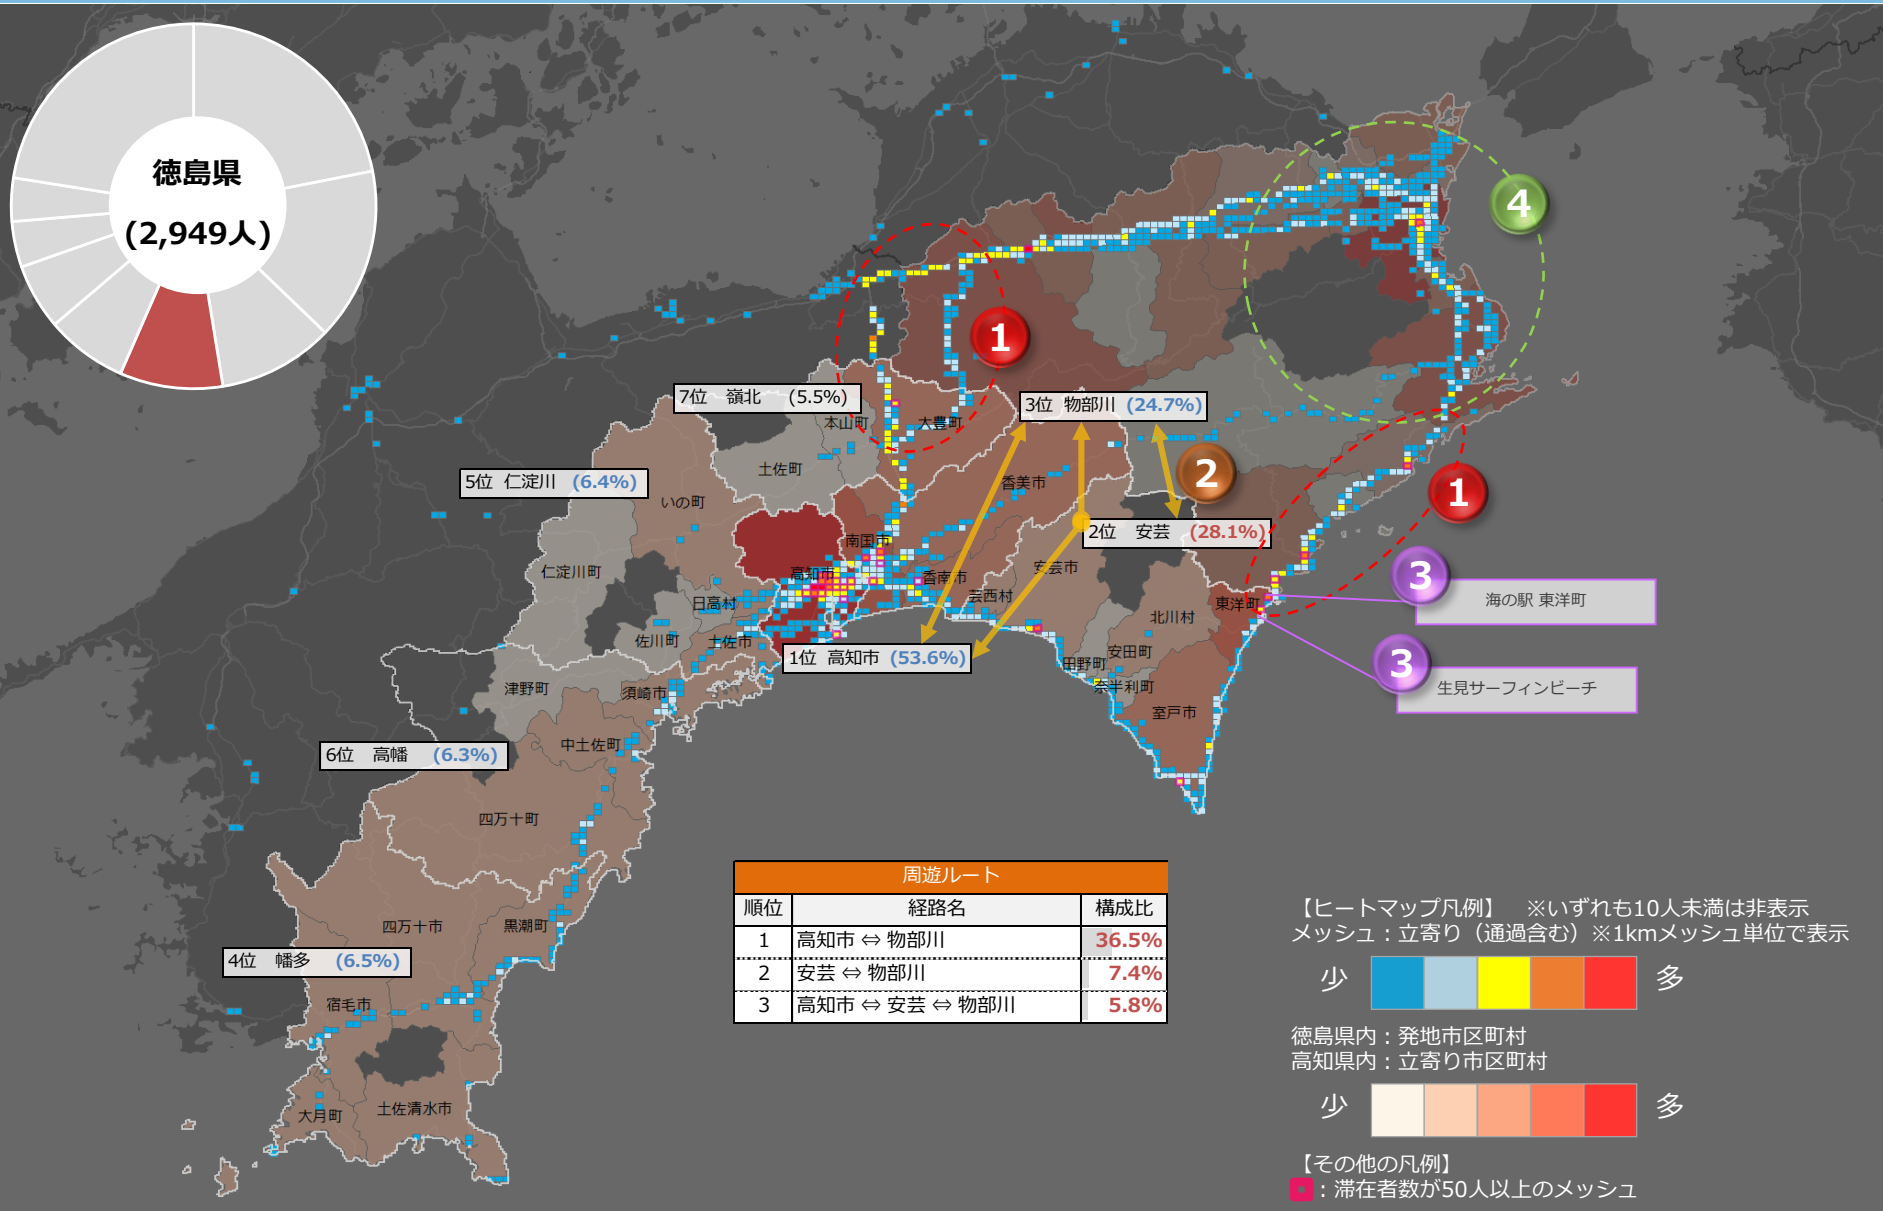 徳島県
(2,949人)
4
1
7位 嶺北 (5.5%)
3位 物部川 (24.7%)
本山町
大豊町
土佐町
2
5位 仁淀川 (6.4%)
香美市
1
いの町
2位 安芸 (28.1%)
南国市
仁淀川町
高知市
香南市
安芸市
3
海の駅 東洋町
芸西村
日高村
東洋町
北川村
佐川町
土佐市
1位 高知市 (53.6%)
安田町
田野町
3
生見サーフィンビーチ
津野町
須崎市
奈半利町
室戸市
6位 高幡 (6.3%)
中土佐町
四万十町
周遊ルート
順位 経路名 構成比
1 高知市 ⇔ 物部川 36.5%
2 安芸 ⇔ 物部川 7.4%
3 高知市 ⇔ 安芸 ⇔ 物部川 5.8%
四万十市
黒潮町
4位 幡多 (6.5%)
宿毛市
大月町
土佐清水市
【ヒートマップ凡例】 ※いずれも10人未満は非表示
メッシュ：立寄り（通過含む）※1kmメッシュ単位で表示
少 多
徳島県内：発地市区町村
高知県内：立寄り市区町村
少 多
【その他の凡例】
：滞在者数が50人以上のメッシュ